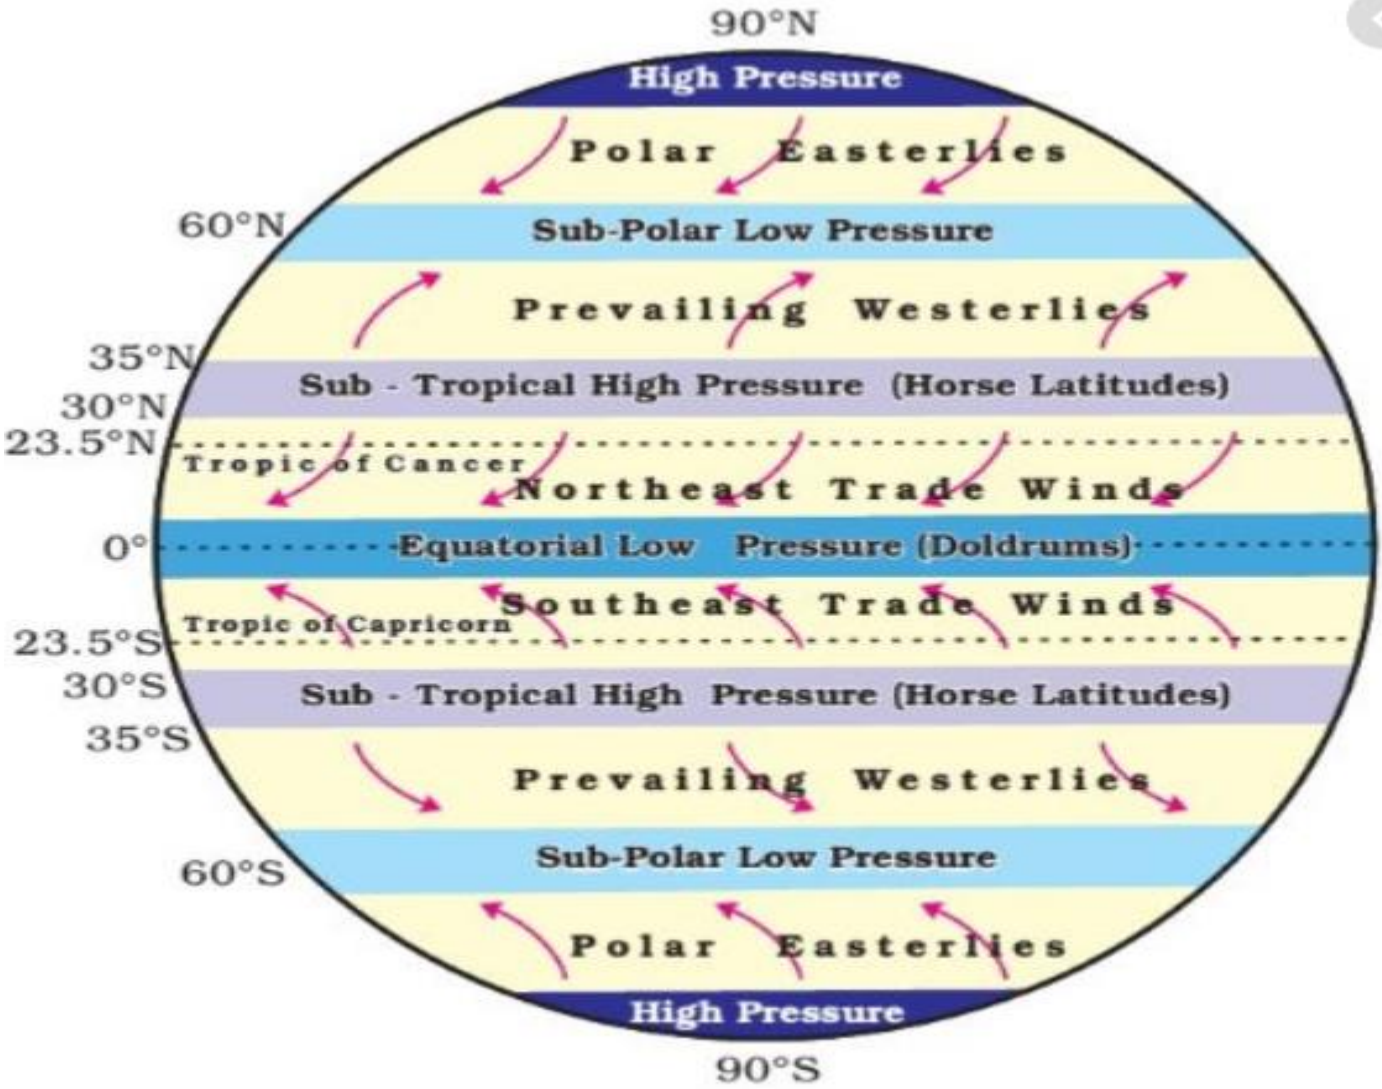 90°N
High Pressure
Polar Easterlies
60°N
Sub-Polar Low Pressure
Prevailing Westerlies
35°N
Sub - Tropical High Pressure (Horse Latitudes)
30°N
23.5°N
Tropic of Cancer
Northeast Trade Winds
0°
Equatorial Low Pressure (Doldrums)
Southeast Trade Winds
Tropic of Capricorn
23.5°S
30°S
Sub - Tropical High Pressure (Horse Latitudes)
35°S
Prevailing Westerlies
Sub-Polar Low Pressure
60°S
Polar Easterlies
High Pressure
90°S